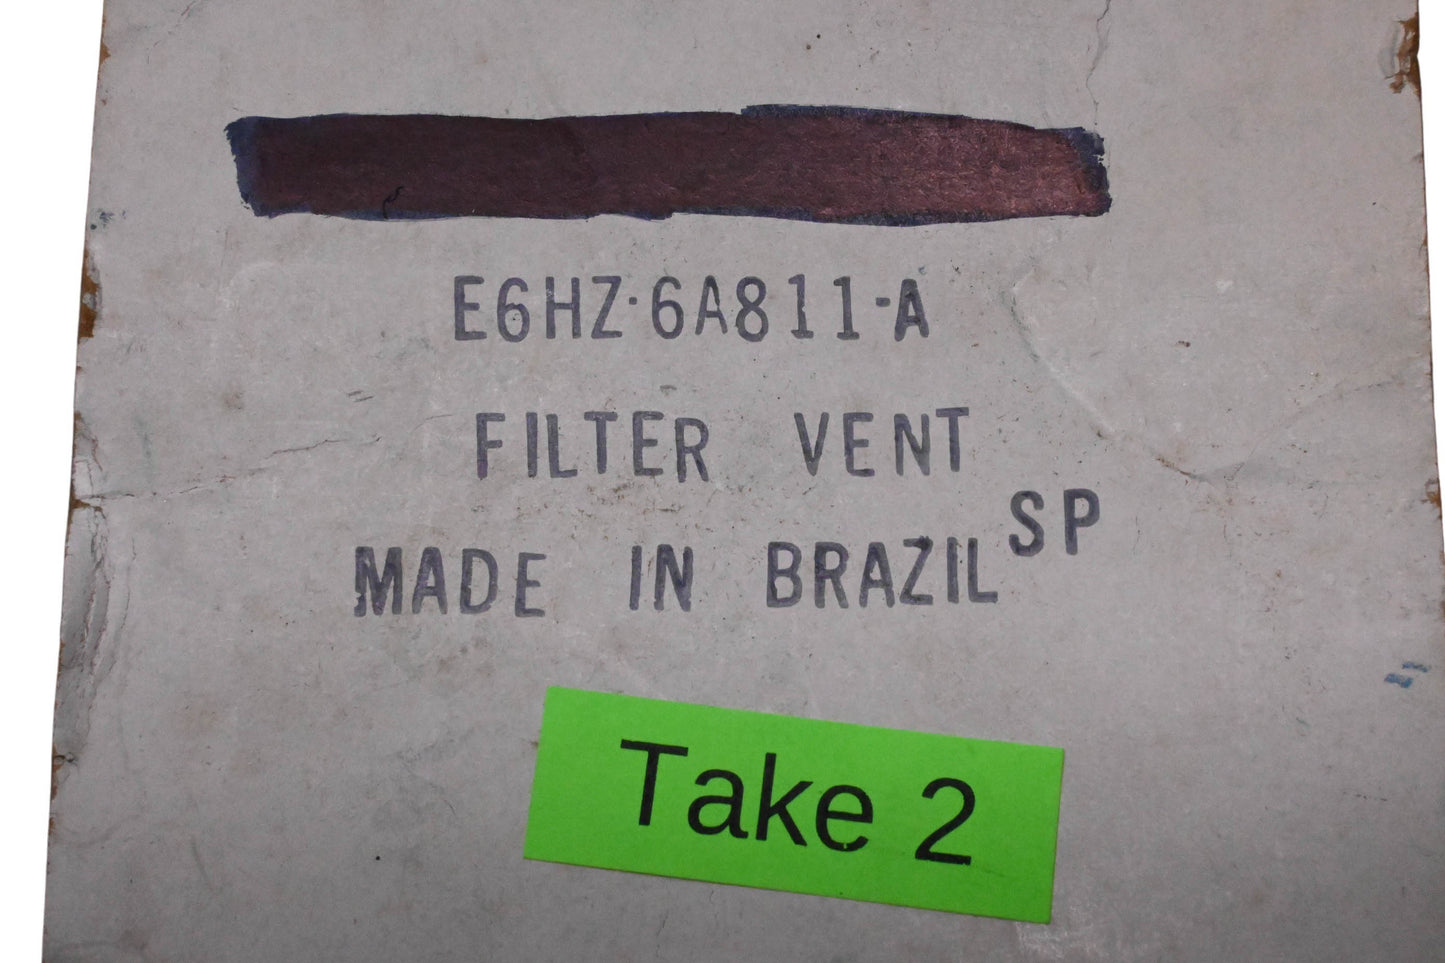 E6HZ·6A811-A
FILTER VENT
MADE IN BRAZIL SP
Take 2